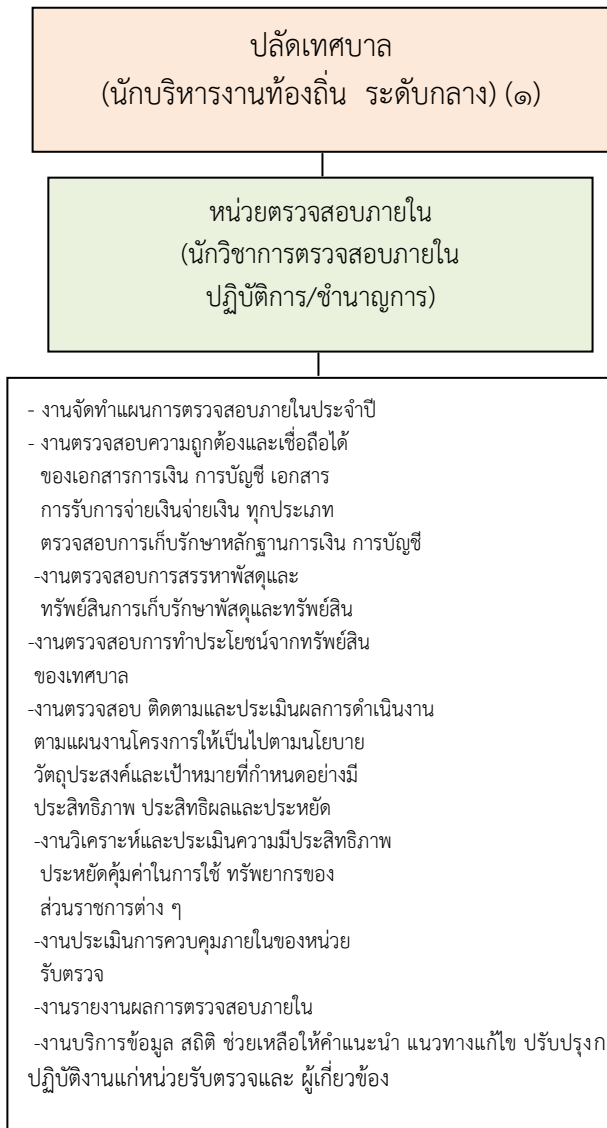 ปลัดเทศบาล
(นักบริหารงานท้องถิ่น ระดับกลาง) (๑)
หน่วยตรวจสอบภายใน
(นักวิชาการตรวจสอบภายใน
ปฏิบัติการ/ชำนาญการ)
- งานจัดทำแผนการตรวจสอบภายในประจำปี
- งานตรวจสอบความถูกต้องและเชื่อถือได้
ของเอกสารการเงิน การบัญชี เอกสาร
การรับการจ่ายเงินจ่ายเงิน ทุกประเภท
ตรวจสอบการเก็บรักษาหลักฐานการเงิน การบัญชี
-งานตรวจสอบการสรรหาพัสดุและ
ทรัพย์สินการเก็บรักษาพัสดุและทรัพย์สิน
-งานตรวจสอบการทำประโยชน์จากทรัพย์สิน
ของเทศบาล
-งานตรวจสอบ ติดตามและประเมินผลการดำเนินงาน
ตามแผนงานโครงการให้เป็นไปตามนโยบาย
วัตถุประสงค์และเป้าหมายที่กำหนดอย่างมี
ประสิทธิภาพ ประสิทธิผลและประหยัด
-งานวิเคราะห์และประเมินความมีประสิทธิภาพ
ประหยัดคุ้มค่าในการใช้ ทรัพยากรของ
ส่วนราชการต่าง ๆ
-งานประเมินการควบคุมภายในของหน่วย
รับตรวจ
-งานรายงานผลการตรวจสอบภายใน
-งานบริการข้อมูล สถิติ ช่วยเหลือให้คำแนะนำ แนวทางแก้ไข ปรับปรุง
ปฏิบัติงานแก่หน่วยรับตรวจและ ผู้เกี่ยวข้อง